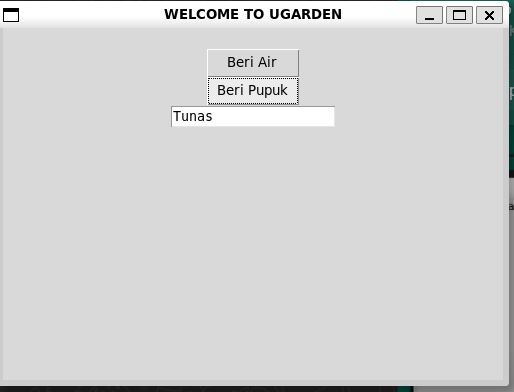 WELCOME TO UGARDEN
Beri Air
Beri Pupuk
Tunas